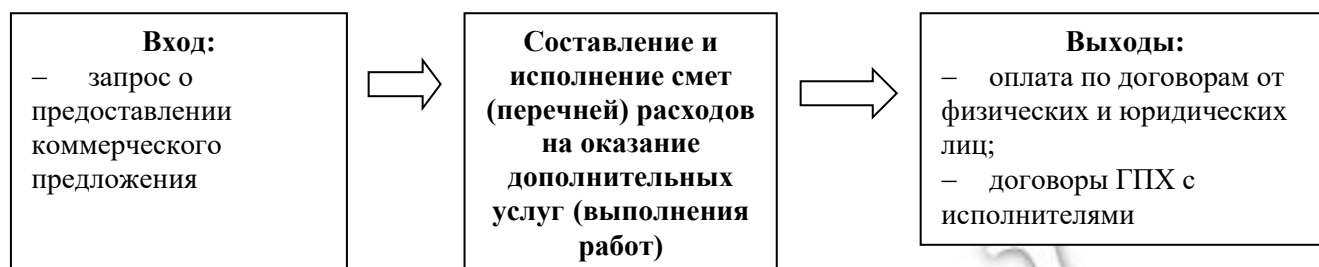 Вход:
– запрос о
предоставлении
коммерческого
предложения
Составление и
исполнение смет
(перечней) расходов
на оказание
дополнительных
услуг (выполнения
работ)
Выходы:
– оплата по договорам от
физических и юридических
лиц;
– договоры ГПХ с
исполнителями